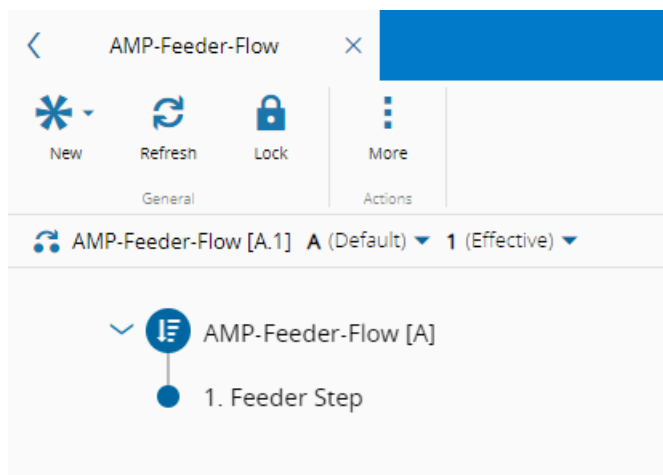 AMP-Feeder-Flow
New Refresh Lock More
General Actions
AMP-Feeder-Flow [A.1] A (Default) 1 (Effective)
AMP-Feeder-Flow [A]
1. Feeder Step